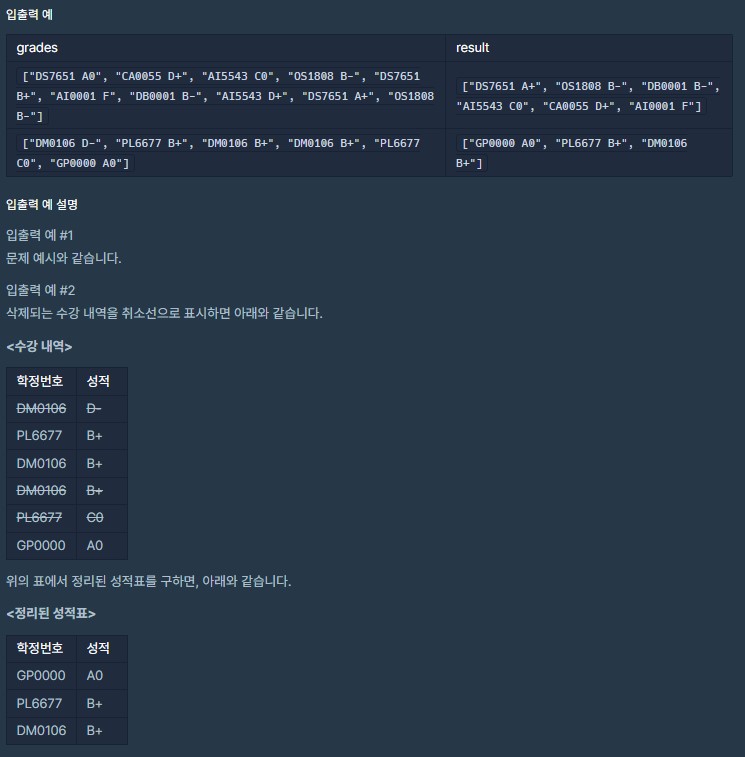 입출력 예
grades
result
["DS7651 A0", "CA0055 D+", "AI5543 C0", "OS1808 B-", "DS7651
B+", "AI0001 F", "DB0001 B-", "AI5543 D+", "DS7651 A+", "OS1808
B-"]
["DS7651 A+", "OS1808 B-", "DB0001 B-",
"AI5543 C0", "CA0055 D+", "AI0001 F"]
["DM0106 D-", "PL6677 B+", "DM0106 B+", "DM0106 B+", "PL6677
C0", "GP0000 A0"]
["GP0000 A0", "PL6677 B+", "DM0106
B+"]
입출력 예 설명
입출력 예 #1
문제 예시와 같습니다.
입출력 예 #2
삭제되는 수강 내역을 취소선으로 표시하면 아래와 같습니다.
<수강 내역>
학정번호 성적
DM0106 D-
PL6677 B+
DM0106 B+
DM0106 B+
PL6677 C0
GP0000 A0
위의 표에서 정리된 성적표를 구하면, 아래와 같습니다.
<정리된 성적표>
학정번호 성적
GP0000 A0
PL6677 B+
DM0106 B+